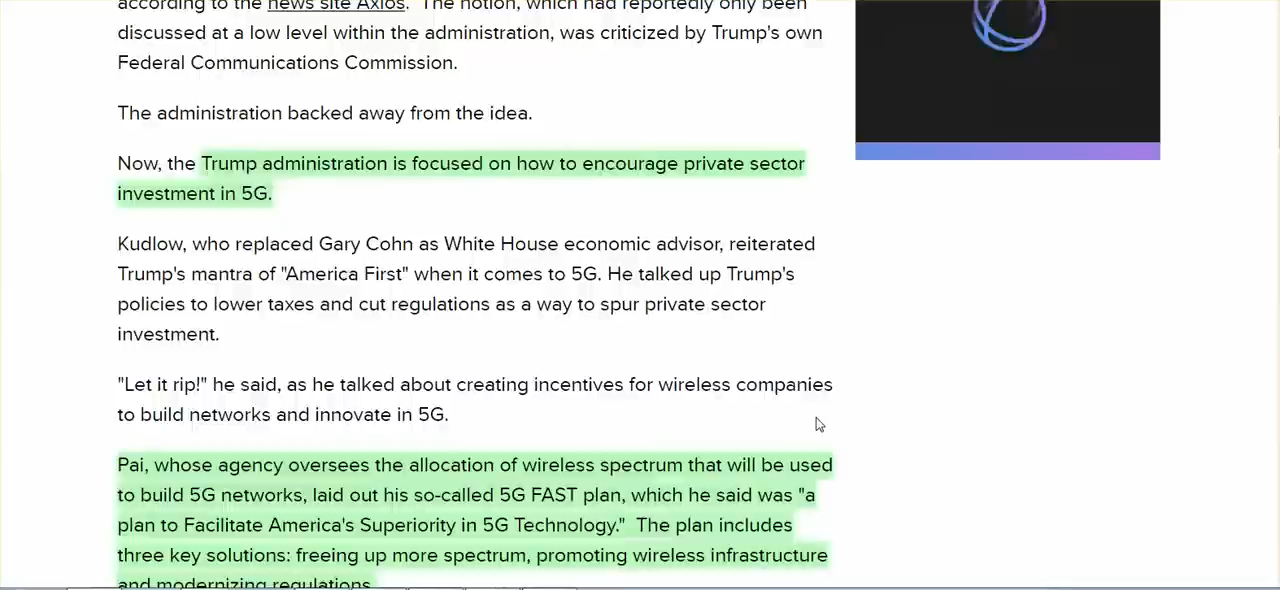 according to the news site Axios. The notion, which had reportedly only been
discussed at a low level within the administration, was criticized by Trump's own
Federal Communications Commission.
The administration backed away from the idea.
Now, the Trump administration is focused on how to encourage private sector
investment in 5G.
Kudlow, who replaced Gary Cohn as White House economic advisor, reiterated
Trump's mantra of "America First" when it comes to 5G. He talked up Trump's
policies to lower taxes and cut regulations as a way to spur private sector
investment.
"Let it rip!" he said, as he talked about creating incentives for wireless companies
to build networks and innovate in 5G.
Pai, whose agency oversees the allocation of wireless spectrum that will be used
to build 5G networks, laid out his so-called 5G FAST plan, which he said was "a
plan to Facilitate America's Superiority in 5G Technology." The plan includes
three key solutions: freeing up more spectrum, promoting wireless infrastructure
and modernizing regulations.